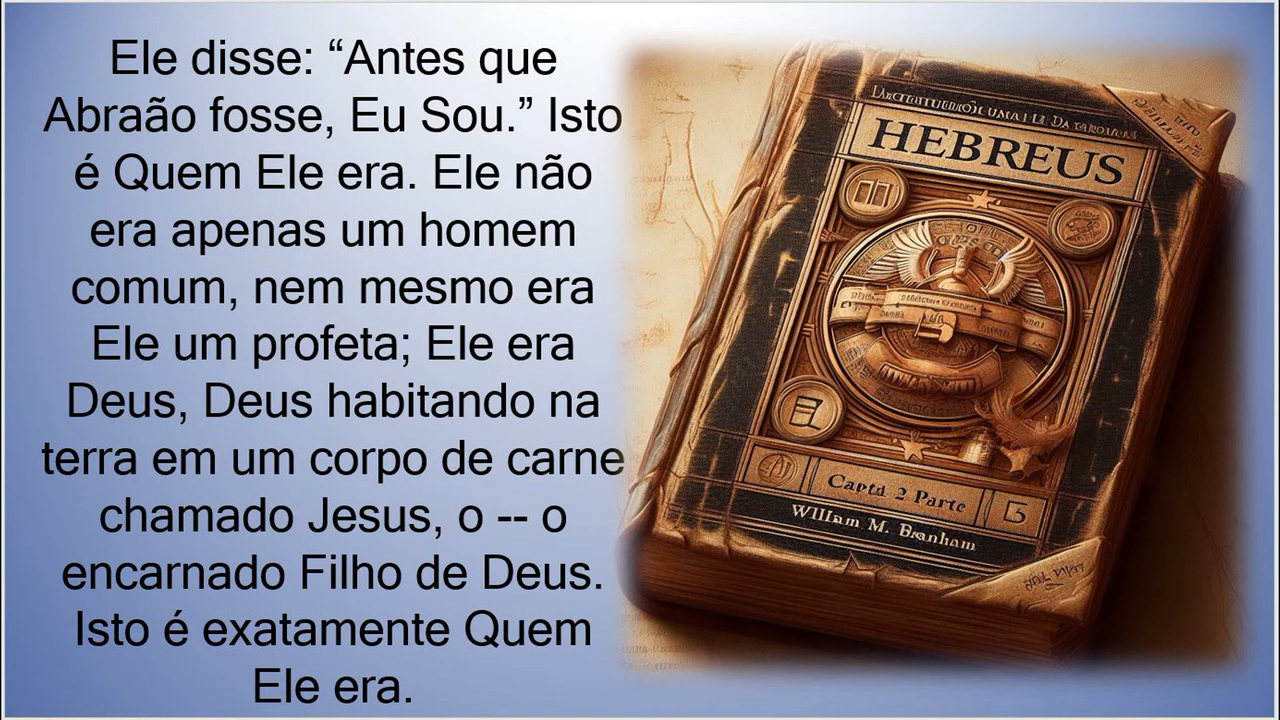 Ele disse: “Antes que
Abraão fosse, Eu Sou.” Isto
é Quem Ele era. Ele não
era apenas um homem
comum, nem mesmo era
Ele um profeta; Ele era
Deus, Deus habitando na
terra em um corpo de carne
chamado Jesus, o -- o
encarnado Filho de Deus.
Isto é exatamente Quem
Ele era.
HEBREUS
2 Parte
William M. Branham